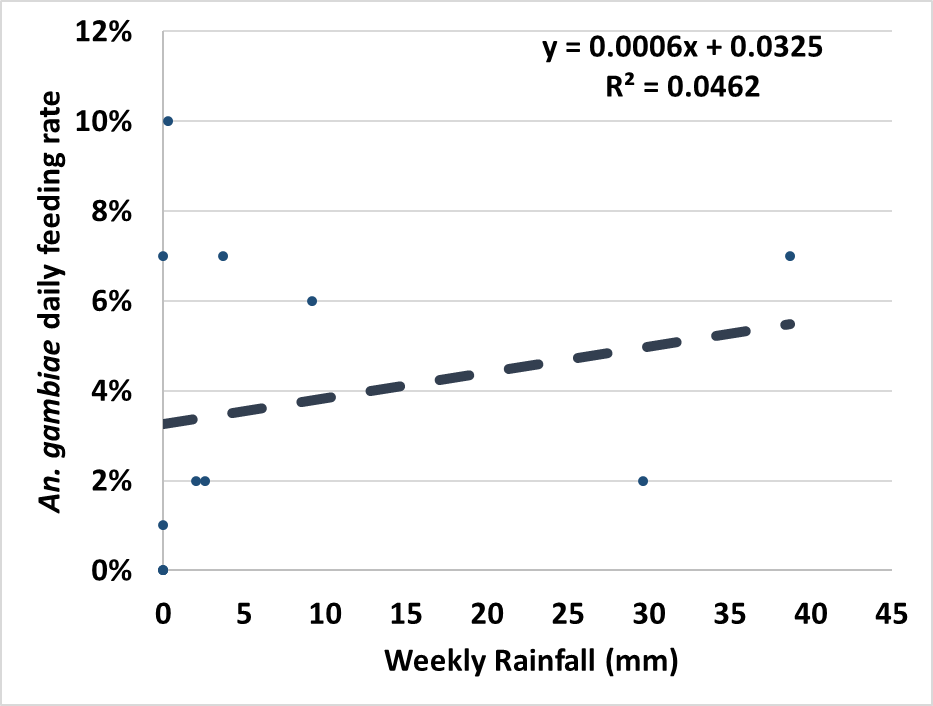 y = 0.0006x + 0.0325
R² = 0.0462
12%
10%
8%
6%
4%
2%
0%
An. gambiae daily feeding rate
0 5 10 15 20 25 30 35 40 45
Weekly Rainfall (mm)